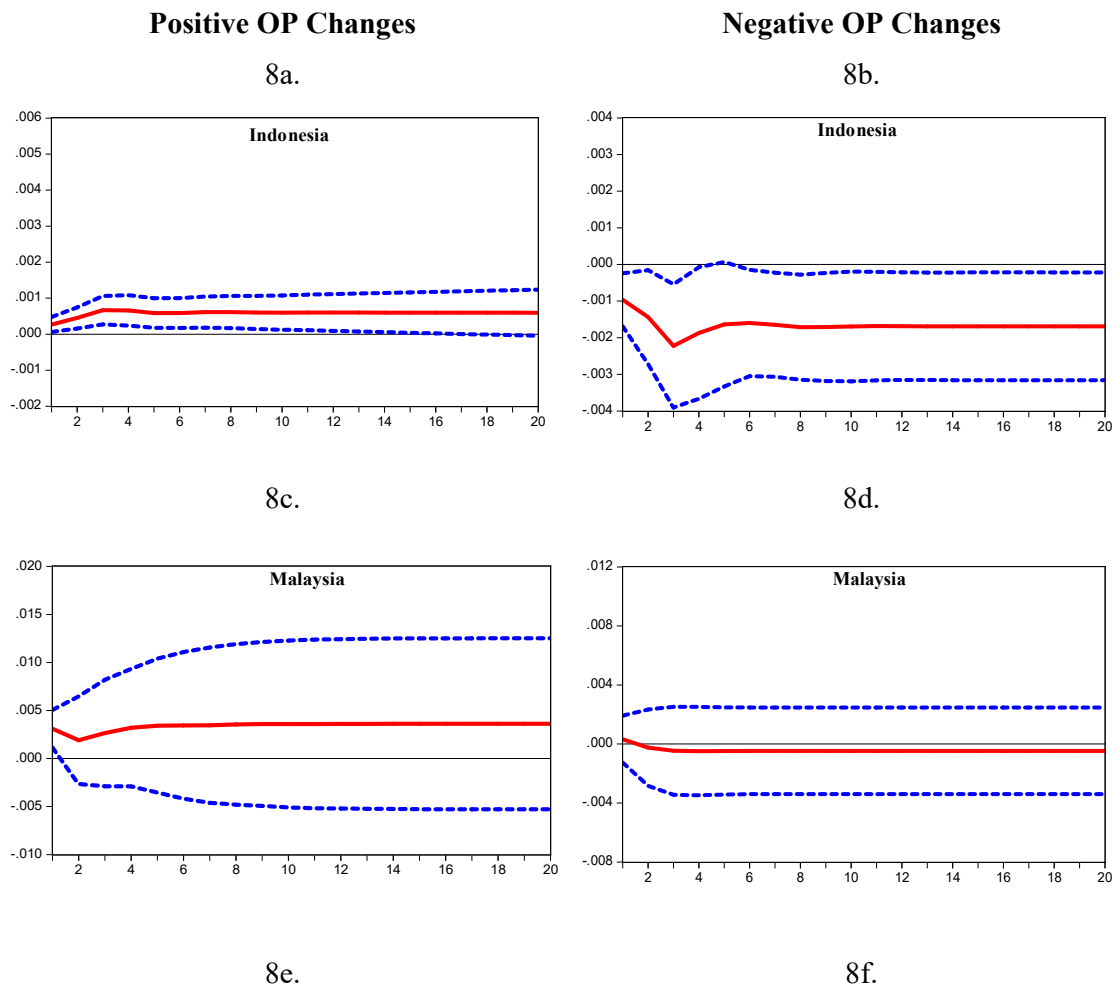 Positive OP Changes
Negative OP Changes
8a.
8b.
Indonesia
.006
.005
.004
.003
.002
.001
.000
-.001
-.002
2 4 6 8 10 12 14 16 18 20
Indonesia
.004
.003
.002
.001
.000
-.001
-.002
-.003
-.004
2 4 6 8 10 12 14 16 18 20
8c.
8d.
Malaysia
.020
.015
.010
.005
.000
-.005
-.010
2 4 6 8 10 12 14 16 18 20
Malaysia
.012
.008
.004
.000
-.004
-.008
2 4 6 8 10 12 14 16 18 20
8e.
8f.